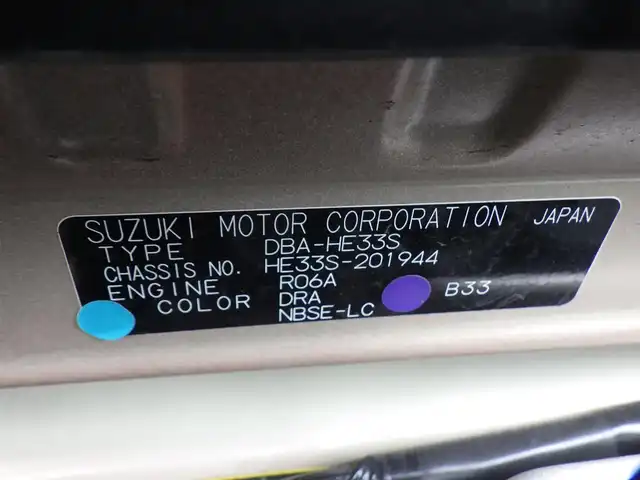 SUZUKI MOTOR CORPORATION JAPAN
TYPE DBA-HE33S
CHASSIS NO. HE33S-201944
ENGINE R06A
COLOR DRA B33
NBSE-LC